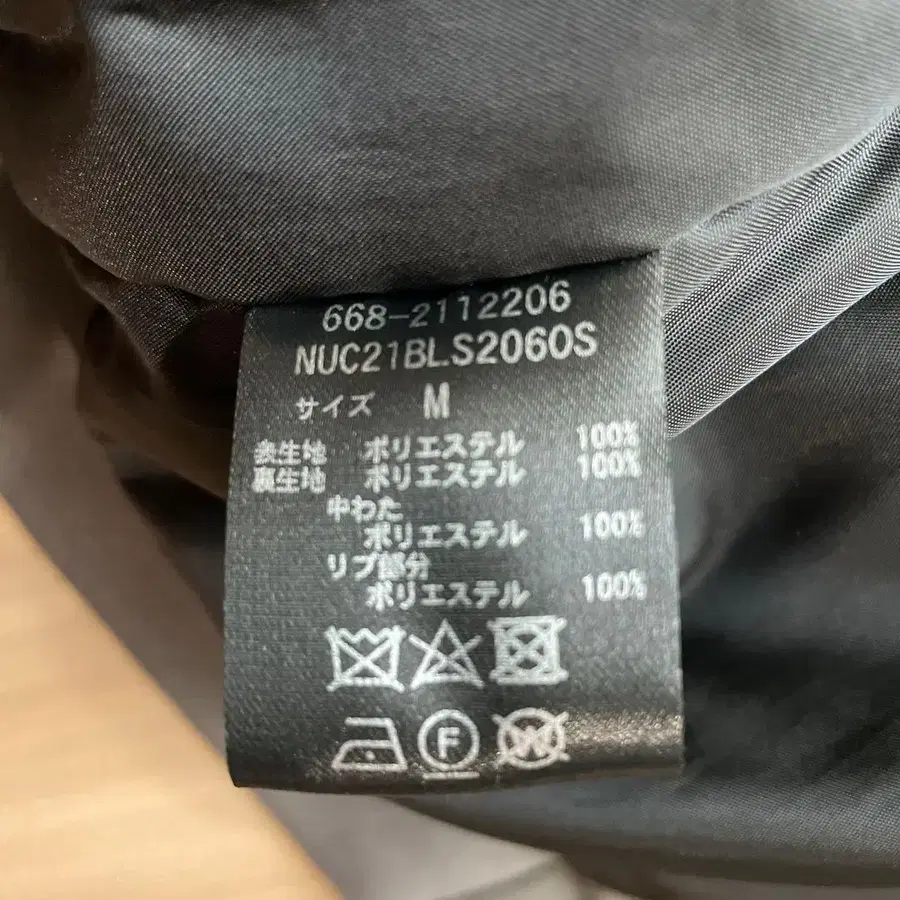 668-2112206
NUC21BLS2060S
サイズ M
表生地 ポリエステル 100%
裏生地 ポリエステル 100%
中わた
ポリエステル 100%
リブ部分
ポリエステル 100%
F W